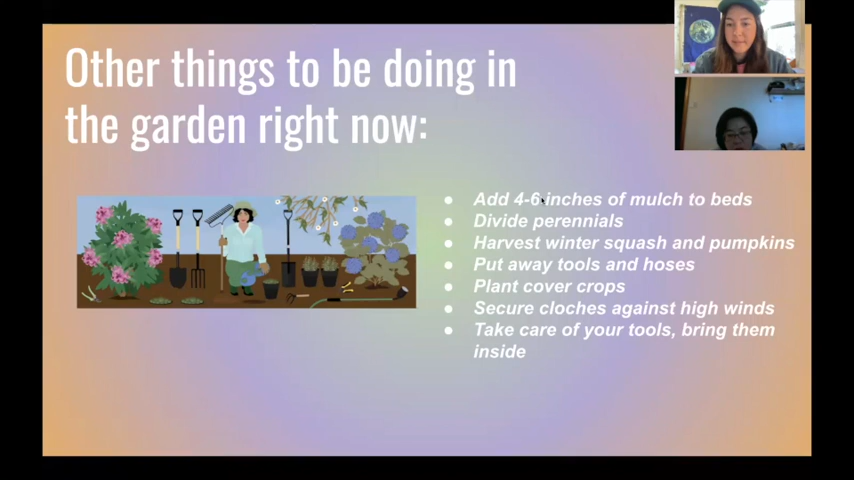 Other things to be doing in
the garden right now:
Add 4-6 inches of mulch to beds
Divide perennials
Harvest winter squash and pumpkins
Put away tools and hoses
Plant cover crops
Secure cloches against high winds
Take care of your tools, bring them
inside